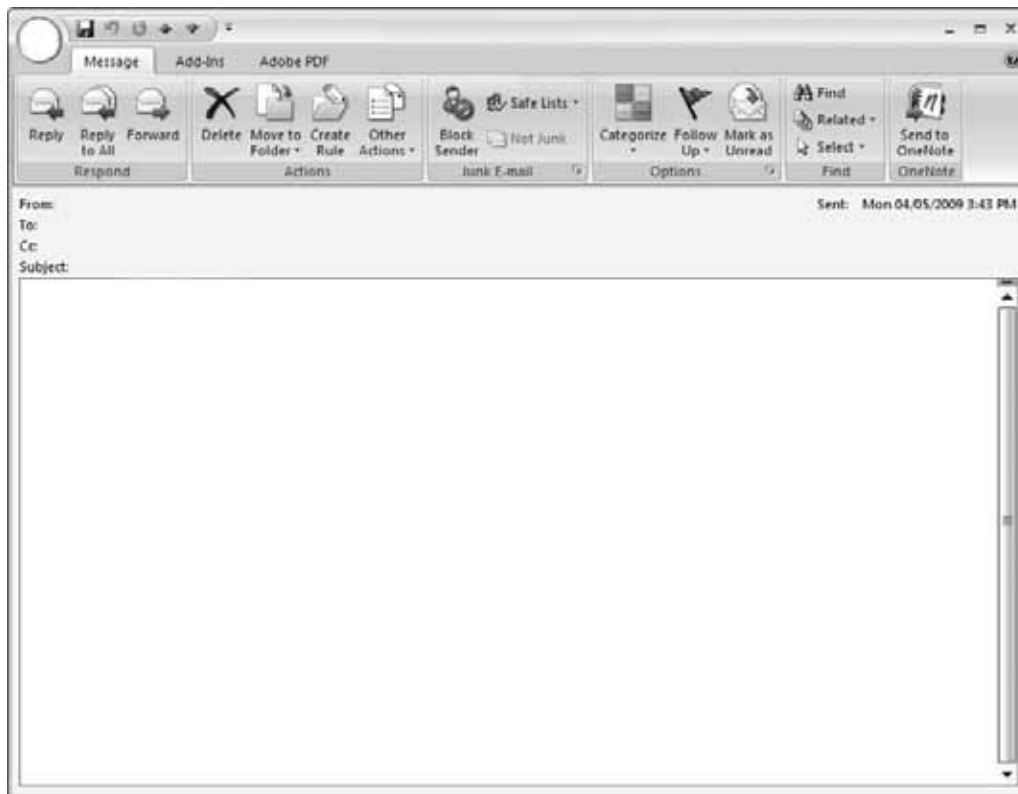 Message Add-Ins Adobe PDF
Reply Reply to All Forward Delete Move to Folder Create Rule Other Actions Block Sender Safe Lists Not Junk Categorize Follow Up Mark as Unread Find Related Select Send to OneNote
Respond Actions Junk E-mail Options Find OneNote
From: Sent: Mon 04/05/2009 3:43 PM
To:
Cc:
Subject: